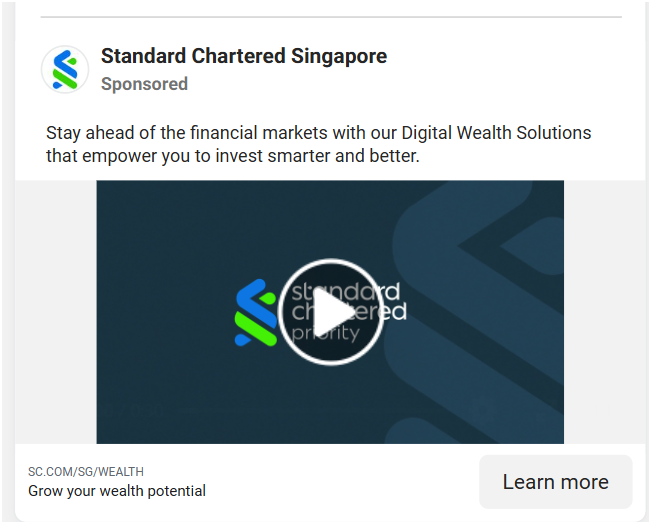 Standard Chartered Singapore
Sponsored
Stay ahead of the financial markets with our Digital Wealth Solutions
that empower you to invest smarter and better.
standard
chartered
priority
SC.COM/SG/WEALTH
Grow your wealth potential
Learn more